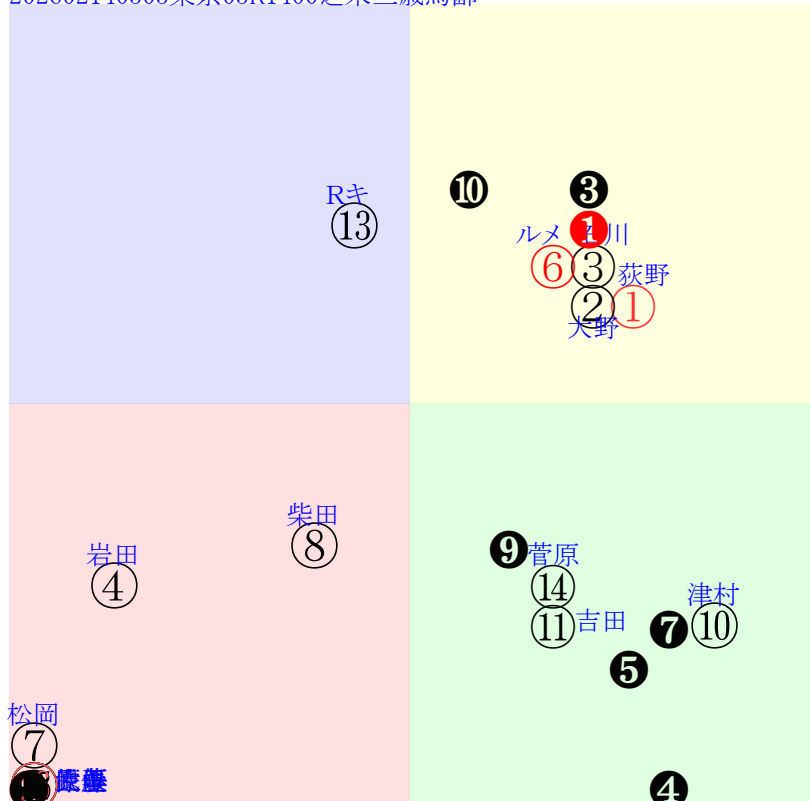 Rキ
⑬
❿
❸
❶
ルメ
川
⑥
③
荻野
②
①
大野
柴田
⑧
岩田
④
❾
菅原
⑭
⑪
吉田
津村
⑩
❼
❺
松岡
⑦
❹